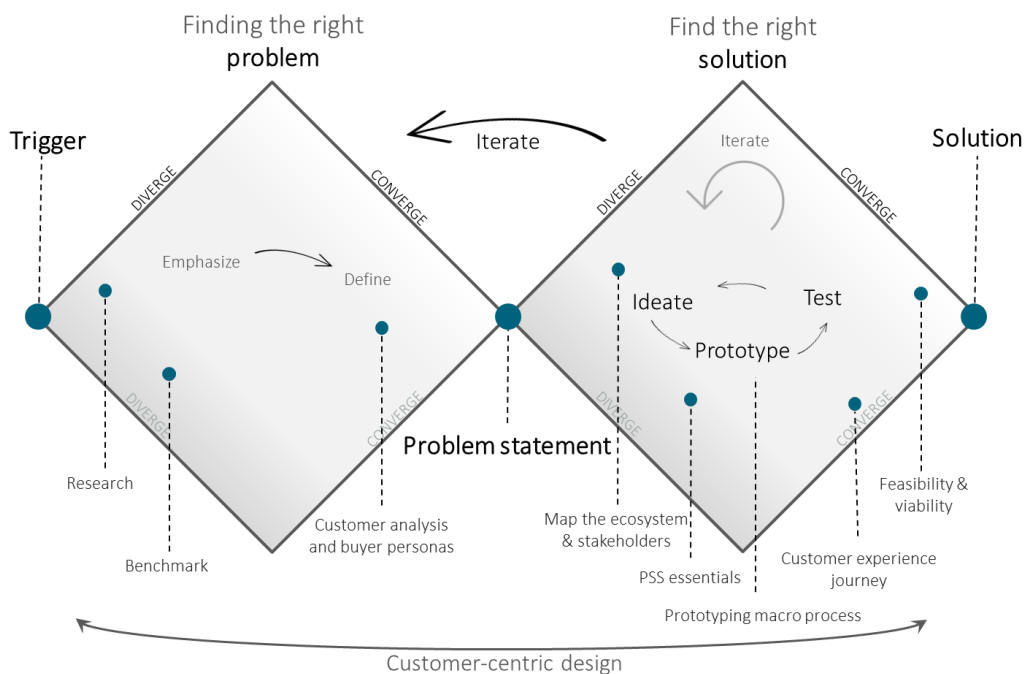 Finding the right
problem
Find the right
solution
Trigger
Iterate
Iterate
Solution
DIVERGE
CONVERGE
DIVERGE
CONVERGE
Emphasize
Define
Ideate
Test
Prototype
DIVERGE
CONVERGE
DIVERGE
CONVERGE
Problem statement
Research
Benchmark
Customer analysis
and buyer personas
Map the ecosystem
& stakeholders
PSS essentials
Prototyping macro process
Customer experience
journey
Feasibility &
viability
Customer-centric design